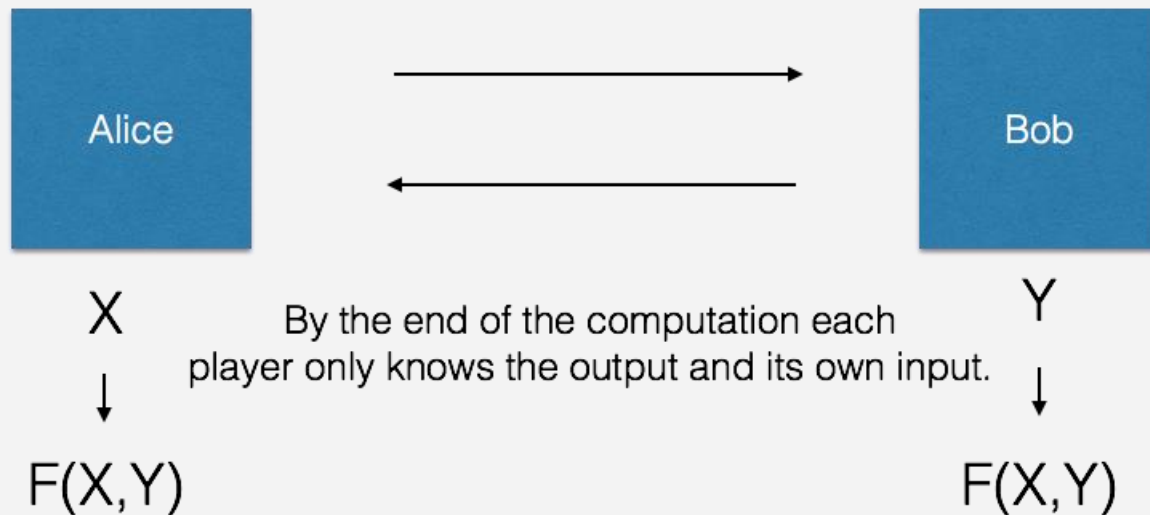 Alice
Bob
X
Y
By the end of the computation each
player only knows the output and its own input.
F(X,Y)
F(X,Y)